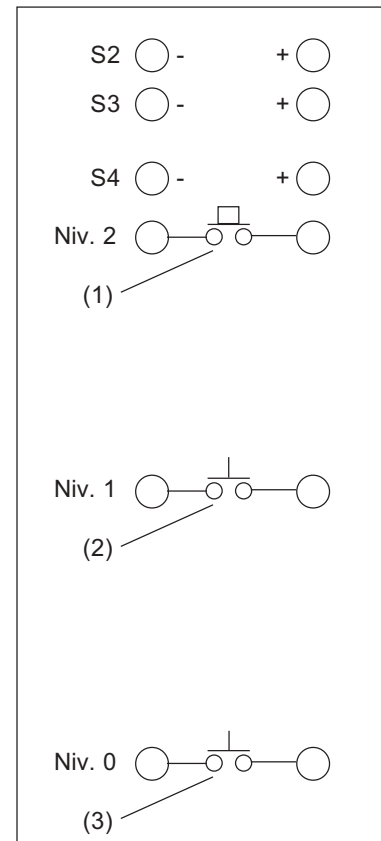 S2 - +
S3 - +
S4 - +
Niv. 2
(1)
Niv. 1
(2)
Niv. 0
(3)